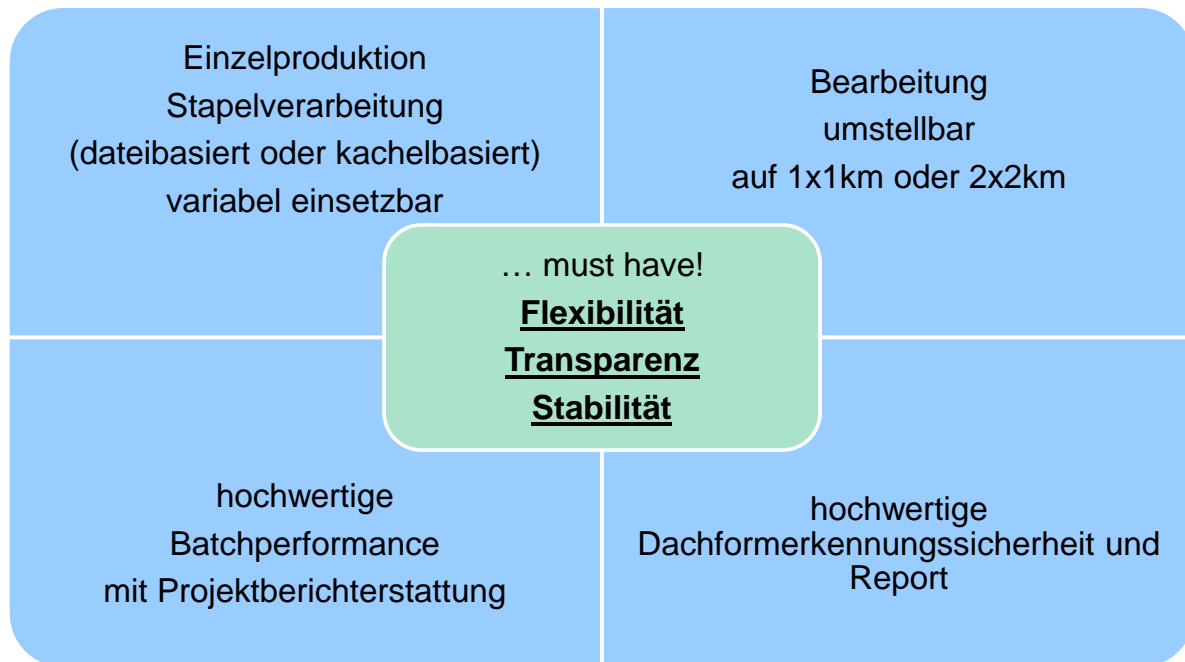 Einzelproduktion
Stapelverarbeitung
(dateibasiert oder kachelbasiert)
variabel einsetzbar
Bearbeitung
umstellbar
auf 1x1km oder 2x2km
… must have!
Flexibilität
Transparenz
Stabilität
hochwertige
Batchperformance
mit Projektberichterstattung
hochwertige
Dachformerkennungssicherheit und
Report